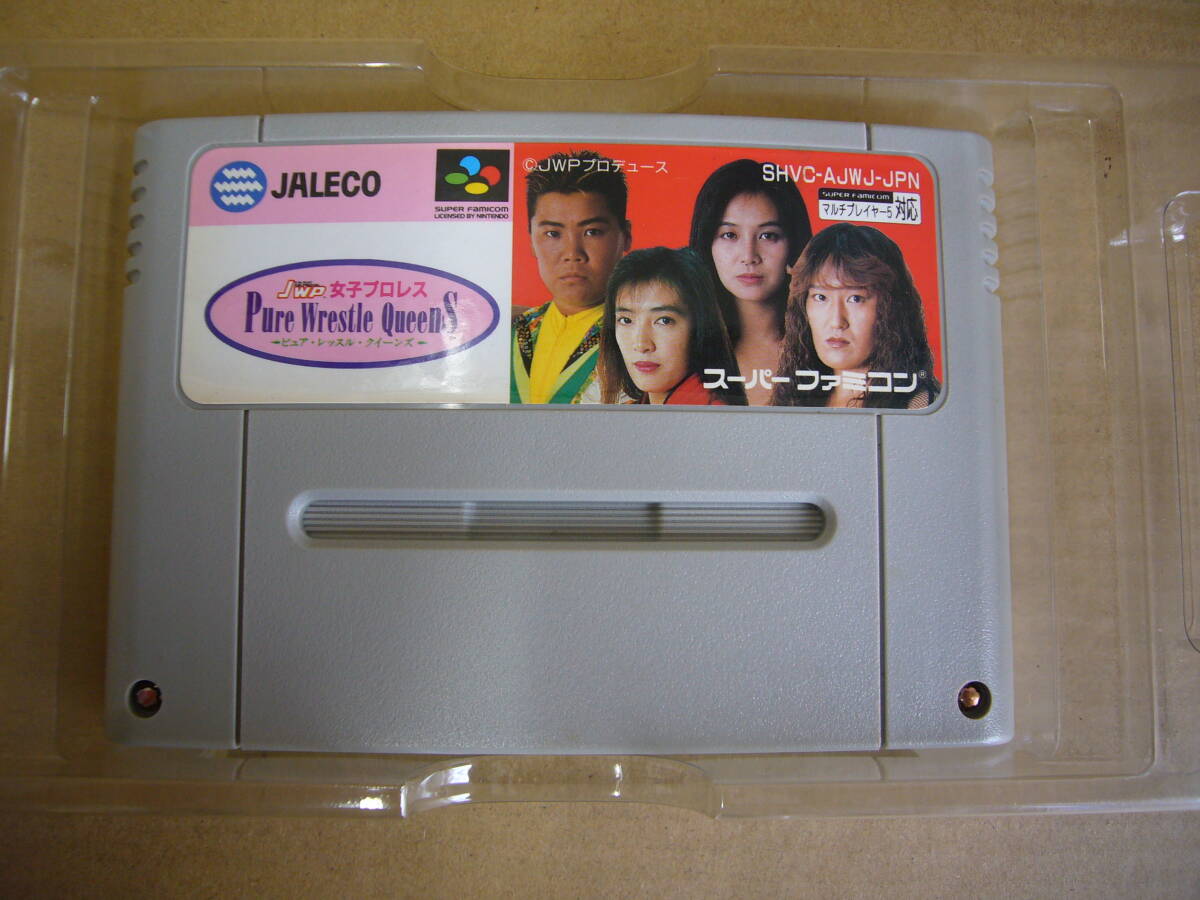 JALECO
SUPER FAMICOM
LICENSED BY NINTENDO
JWP 女子プロレス
Pure Wrestle Queens
ピュア・レッスル・クイーンズ
©JWPプロデュース
SHVC-AJWJ-JPN
SUPER FAMICOM
マルチプレイヤー5 対応
スーパーファミコン®